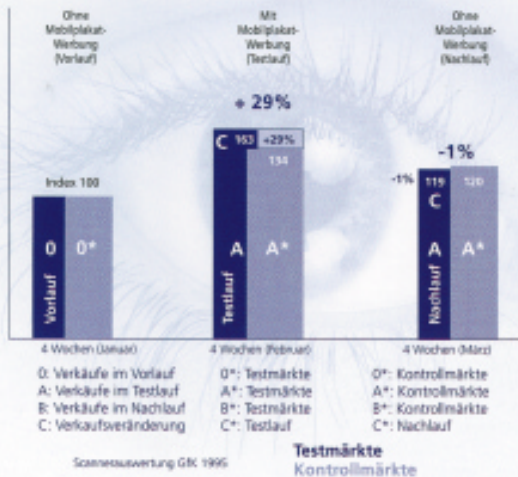 Ohne
Mobilplakat-
Werbung
(Vorlauf)
Mit
Mobilplakat-
Werbung
(Testlauf)
Ohne
Mobilplakat-
Werbung
(Nachlauf)
+ 29%
-1%
Index 100
0 0*
Vorlauf
C 163 +29%
134
A A*
Testlauf
-1% 119 120
C
A A*
Nachlauf
4 Wochen (Januar) 4 Wochen (Februar) 4 Wochen (März)
0: Verkäufe im Vorlauf
A: Verkäufe im Testlauf
B: Verkäufe im Nachlauf
C: Verkaufsveränderung
0*: Testmärkte
A*: Testmärkte
B*: Testmärkte
C*: Testlauf
0*: Kontrollmärkte
A*: Kontrollmärkte
B*: Kontrollmärkte
C*: Nachlauf
Scannerauswertung GfK 1995
Testmärkte
Kontrollmärkte